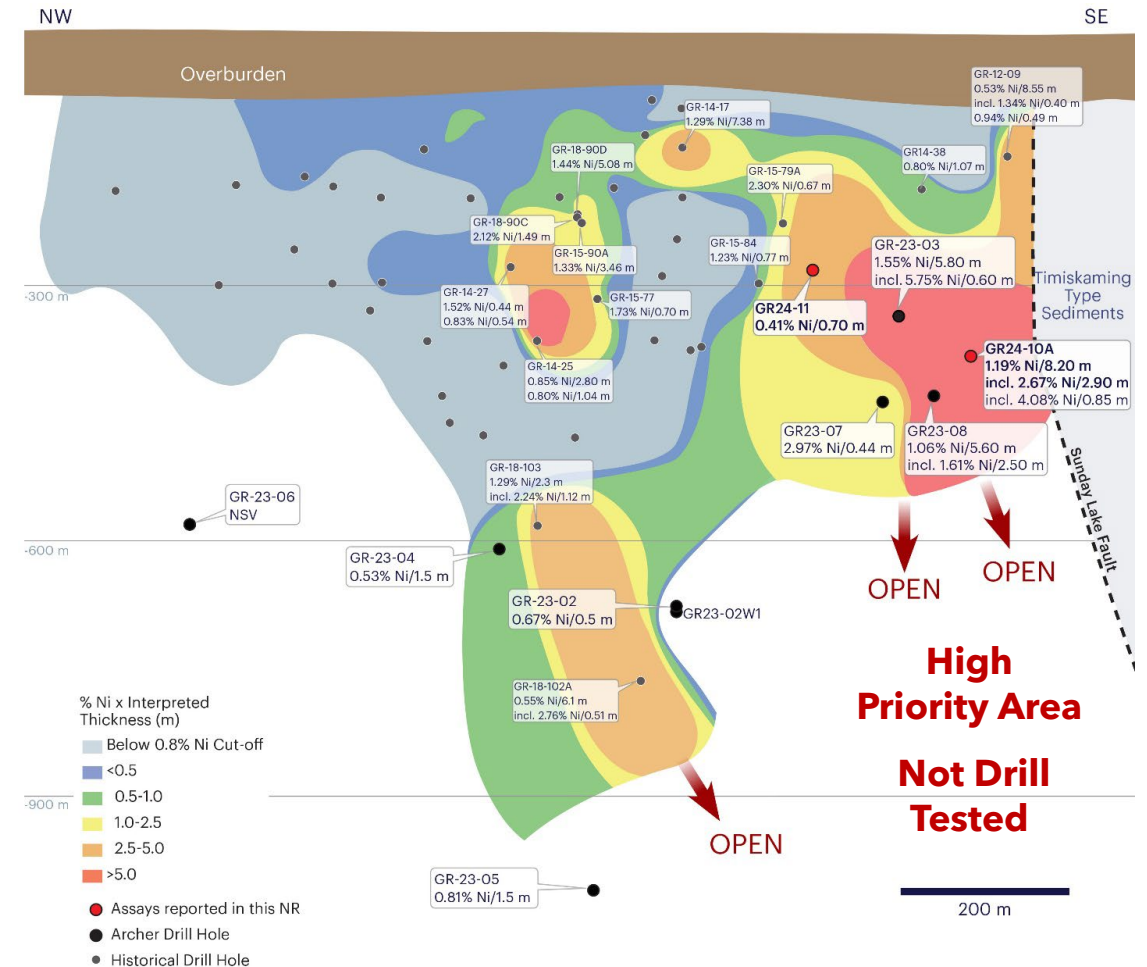 NW
SE
Overburden
GR-12-09
0.53% Ni/8.55 m
incl. 1.34% Ni/0.40 m
0.94% Ni/0.49 m
GR-14-17
1.29% Ni/7.38 m
GR-18-90D
1.44% Ni/5.08 m
GR14-38
0.80% Ni/1.07 m
GR-15-79A
2.30% Ni/0.67 m
GR-18-90C
2.12% Ni/1.49 m
GR-15-90A
1.33% Ni/3.46 m
GR-15-84
1.23% Ni/0.77 m
GR-23-03
1.55% Ni/5.80 m
incl. 5.75% Ni/0.60 m
-300 m
GR-14-27
1.52% Ni/0.44 m
0.83% Ni/0.54 m
GR-15-77
1.73% Ni/0.70 m
GR24-11
0.41% Ni/0.70 m
Timiskaming
Type
Sediments
GR24-10A
1.19% Ni/8.20 m
incl. 2.67% Ni/2.90 m
incl. 4.08% Ni/0.85 m
GR-14-25
0.85% Ni/2.80 m
0.80% Ni/1.04 m
GR23-07
2.97% Ni/0.44 m
GR23-08
1.06% Ni/5.60 m
incl. 1.61% Ni/2.50 m
Sunday Lake Fault
GR-18-103
1.29% Ni/2.3 m
incl. 2.24% Ni/1.12 m
GR-23-06
NSV
-600 m
GR-23-04
0.53% Ni/1.5 m
OPEN
OPEN
GR-23-02
0.67% Ni/0.5 m
GR23-02W1
High
Priority Area
Not Drill
Tested
GR-18-102A
0.55% Ni/6.1 m
incl. 2.76% Ni/0.51 m
% Ni x Interpreted
Thickness (m)
Below 0.8% Ni Cut-off
<0.5
0.5-1.0
1.0-2.5
2.5-5.0
>5.0
-900 m
OPEN
GR-23-05
0.81% Ni/1.5 m
200 m
Assays reported in this NR
Archer Drill Hole
Historical Drill Hole